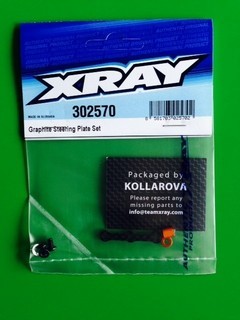 XRAY
MADE IN SLOVAKIA
302570
Graphite Steering Plate Set
Packaged by
KOLLAROVA
Please report any
missing parts to
info@teamxray.com